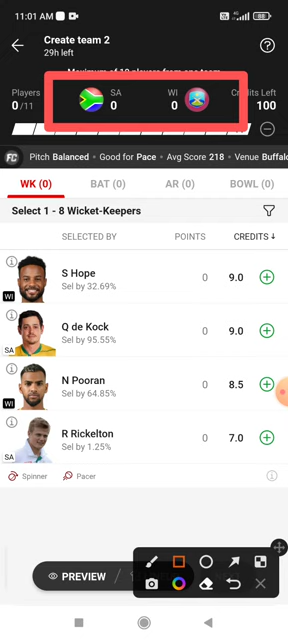 11:01 AM
4G
88
Create team 2
29h left
Maximum of 10 players from one team
Players
0/11
SA
0
WI
0
Credits Left
100
FC Pitch Balanced • Good for Pace • Avg Score 218 • Venue Buffalo
WK (0) BAT (0) AR (0) BOWL (0)
Select 1 - 8 Wicket-Keepers
SELECTED BY POINTS CREDITS ↓
S Hope
Sel by 32.69%
WI
0 9.0
Q de Kock
Sel by 95.55%
SA
0 9.0
N Pooran
Sel by 64.85%
WI
0 8.5
R Rickelton
Sel by 1.25%
SA
0 7.0
Spinner Pacer
PREVIEW